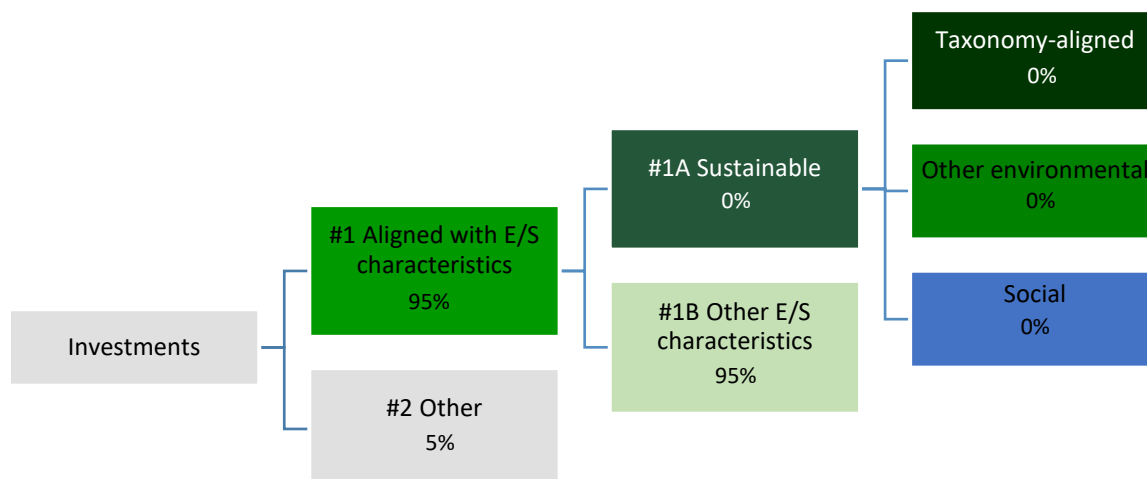 Investments
#1 Aligned with E/S
characteristics
95%
#2 Other
5%
#1A Sustainable
0%
#1B Other E/S
characteristics
95%
Taxonomy-aligned
0%
Other environmental
0%
Social
0%